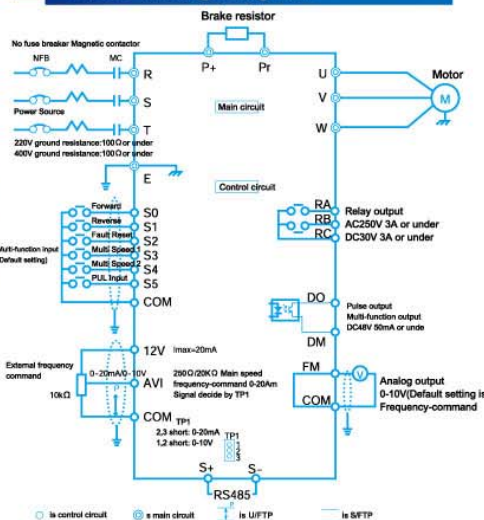 Brake resistor
No fuse breaker Magnetic contactor
NFB
MC
P+
Pr
R
U
Motor
S
V
M
Power Source
Main circuit
T
W
220V ground resistance:100Ω or under
400V ground resistance:100Ω or under
E
Control circuit
Forward
S0
RA
Relay output
Reverse
S1
RB
AC250V 3A or under
Fault Reset
S2
RC
DC30V 3A or under
Multi Speed 1
S3
Multi-function input
(Default setting)
Multi Speed 2
S4
PUL Input
S5
COM
DO
Pulse output
Multi-function output
DC48V 50mA or unde
DM
12V
Imax=20mA
FM
V
External frequency
command
0-20mA/0-10V
250Ω/20KΩ Main speed
AVI
frequency-command 0-20Am
Signal decide by TP1
10kΩ
P
COM
Analog output
0-10V(Default setting is
Frequency-command
COM
TP1
2,3 short: 0-20mA
1,2 short: 0-10V
TP1
1
2
3
S+
S-
RS485
is control circuit
s main circuit
P
is U/FTP
is S/FTP